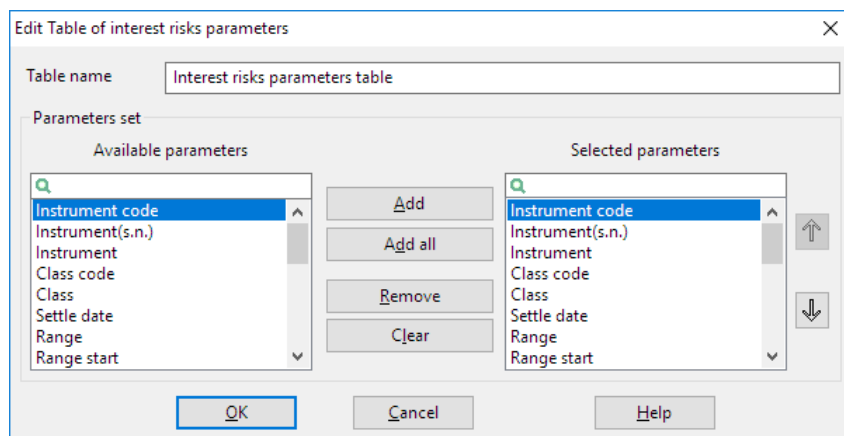 Edit Table of interest risks parameters
Table name
Interest risks parameters table
Parameters set
Available parameters
Instrument code
Instrument(s.n.)
Instrument
Class code
Class
Settle date
Range
Range start
Add
Add all
Remove
Clear
Selected parameters
Instrument code
Instrument(s.n.)
Instrument
Class code
Class
Settle date
Range
Range start
OK
Cancel
Help